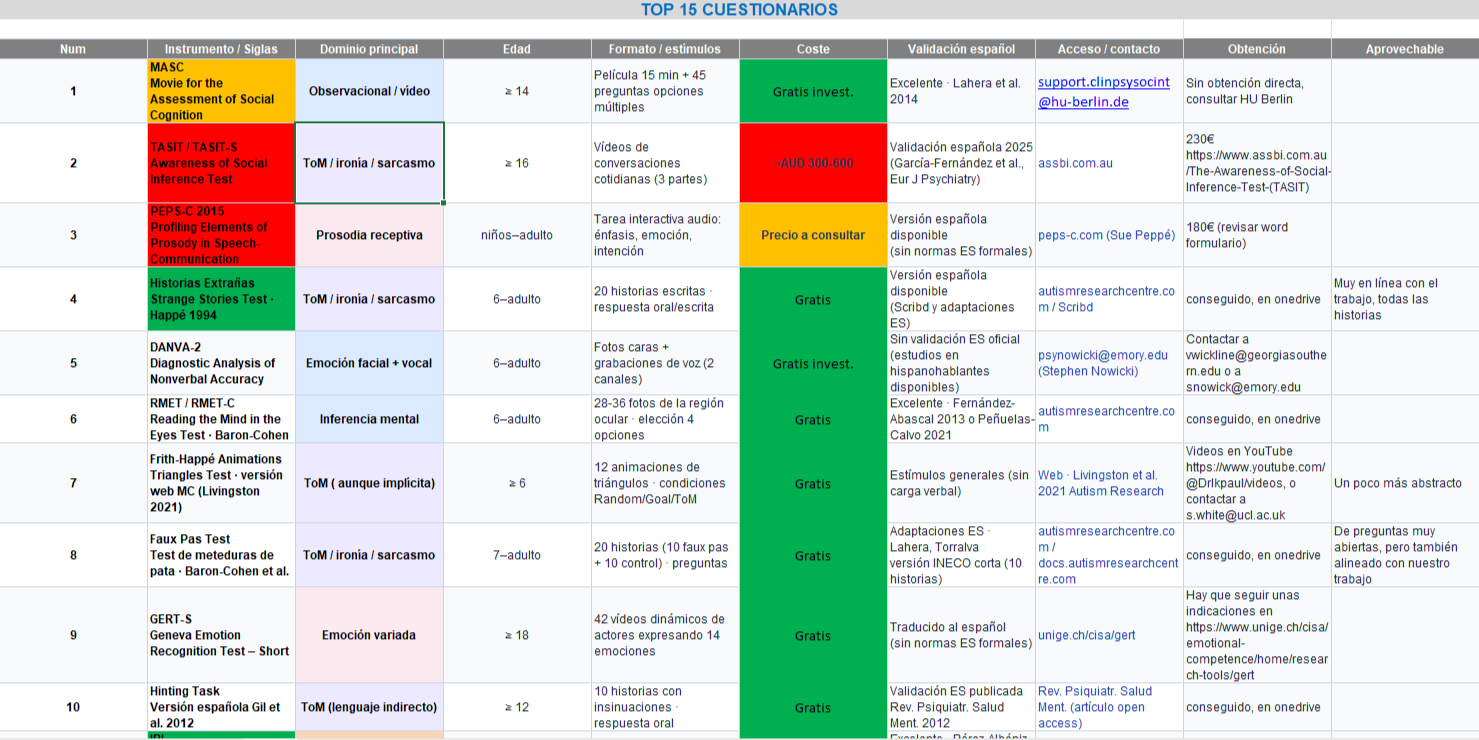 TOP 15 CUESTIONARIOS
Num
Instrumento / Siglas
Dominio principal
Edad
Formato / estímulos
Coste
Validación español
Acceso / contacto
Obtención
Aprovechable
1
MASC
Movie for the
Assessment of Social
Cognition
Observacional / video
≥ 14
Película 15 min + 45
preguntas opciones
múltiples
Gratis invest.
Excelente · Lahera et al.
2014
support.clinpsysocint
@hu-berlin.de
Sin obtención directa,
consultar HU Berlin
2
TASIT / TASIT-S
Awareness of Social
Inference Test
ToM / ironía / sarcasmo
≥ 16
Vídeos de
conversaciones
cotidianas (3 partes)
~AUD 300-600
Validación española 2025
(García-Fernández et al.,
Eur J Psychiatry)
assbi.com.au
230€
https://www.assbi.com.au
/The-Awareness-of-Social-
Inference-Test-(TASIT)
3
PEPS-C 2015
Profiling Elements of
Prosody in Speech-
Communication
Prosodia receptiva
niños–adulto
Tarea interactiva audio:
énfasis, emoción,
intención
Precio a consultar
Versión española
disponible
(sin normas ES formales)
peps-c.com (Sue Peppé)
180€ (revisar word
formulario)
4
Historias Extrañas
Strange Stories Test ·
Happé 1994
ToM / ironía / sarcasmo
6–adulto
20 historias escritas ·
respuesta oral/escrita
Gratis
Versión española
disponible
(Scribd y adaptaciones
ES)
autismresearchcentre.co
m / Scribd
conseguido, en onedrive
Muy en línea con el
trabajo, todas las
historias
5
DANVA-2
Diagnostic Analysis of
Nonverbal Accuracy
Emoción facial + vocal
6–adulto
Fotos caras +
grabaciones de voz (2
canales)
Gratis invest.
Sin validación ES oficial
(estudios en
hispanohablantes
disponibles)
psynowicki@emory.edu
(Stephen Nowicki)
Contactar a
vwickline@georgiasouthe
rn.edu o a
snowick@emory.edu
6
RMET / RMET-C
Reading the Mind in the
Eyes Test · Baron-Cohen
Inferencia mental
6–adulto
28-36 fotos de la región
ocular · elección 4
opciones
Gratis
Excelente · Fernández-
Abascal 2013 o Peñuelas-
Calvo 2021
autismresearchcentre.co
m
conseguido, en onedrive
7
Frith-Happé Animations
Triangles Test · versión
web MC (Livingston
2021)
ToM ( aunque implícita)
≥ 6
12 animaciones de
triángulos · condiciones
Random/Goal/ToM
Gratis
Estímulos generales (sin
carga verbal)
Web · Livingston et al.
2021 Autism Research
Videos en YouTube
https://www.youtube.com/
@Drlkpaul/videos, o
contactar a
s.white@ucl.ac.uk
Un poco más abstracto
8
Faux Pas Test
Test de meteduras de
pata · Baron-Cohen et al.
ToM / ironía / sarcasmo
7–adulto
20 historias (10 faux pas
+ 10 control) · preguntas
Gratis
Adaptaciones ES ·
Lahera, Torralva
versión INECO corta (10
historias)
autismresearchcentre.co
m /
docs.autismresearchcent
re.com
conseguido, en onedrive
De preguntas muy
abiertas, pero también
alineado con nuestro
trabajo
9
GERT-S
Geneva Emotion
Recognition Test – Short
Emoción variada
≥ 18
42 vídeos dinámicos de
actores expresando 14
emociones
Gratis
Traducido al español
(sin normas ES formales)
unige.ch/cisa/gert
Hay que seguir unas
indicaciones en
https://www.unige.ch/cisa/
emotional-
competence/home/resear
ch-tools/gert
10
Hinting Task
Versión española Gil et
al. 2012
ToM (lenguaje indirecto)
≥ 12
10 historias con
insinuaciones ·
respuesta oral
Gratis
Validación ES publicada
Rev. Psiquiatr. Salud
Ment. 2012
Rev. Psiquiatr. Salud
Ment. (artículo open
access)
conseguido, en onedrive